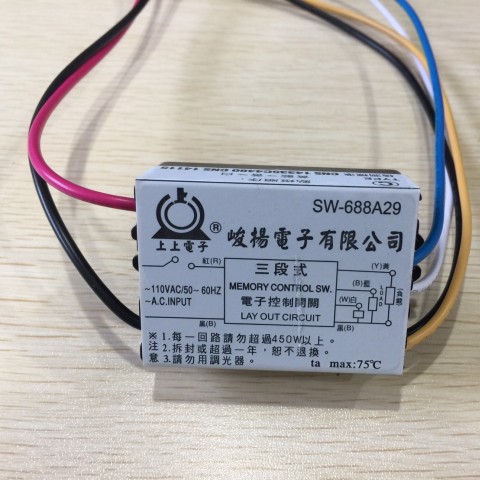 SW-688A29
®
上上電子
峻揚電子有限公司
紅(R)
三段式
(Y)黃
~110VAC/50~60HZ
~A.C.INPUT
MEMORY CONTROL SW.
電子控制開關
LAY OUT CIRCUIT
(B)藍
(W)白
LOAD
(負載)
黑(B)
黑(B)
※1.每一回路請勿超過450W以上。
注2.拆封或超過一年，恕不退換。
意3.請勿用調光器。
ta max:75℃